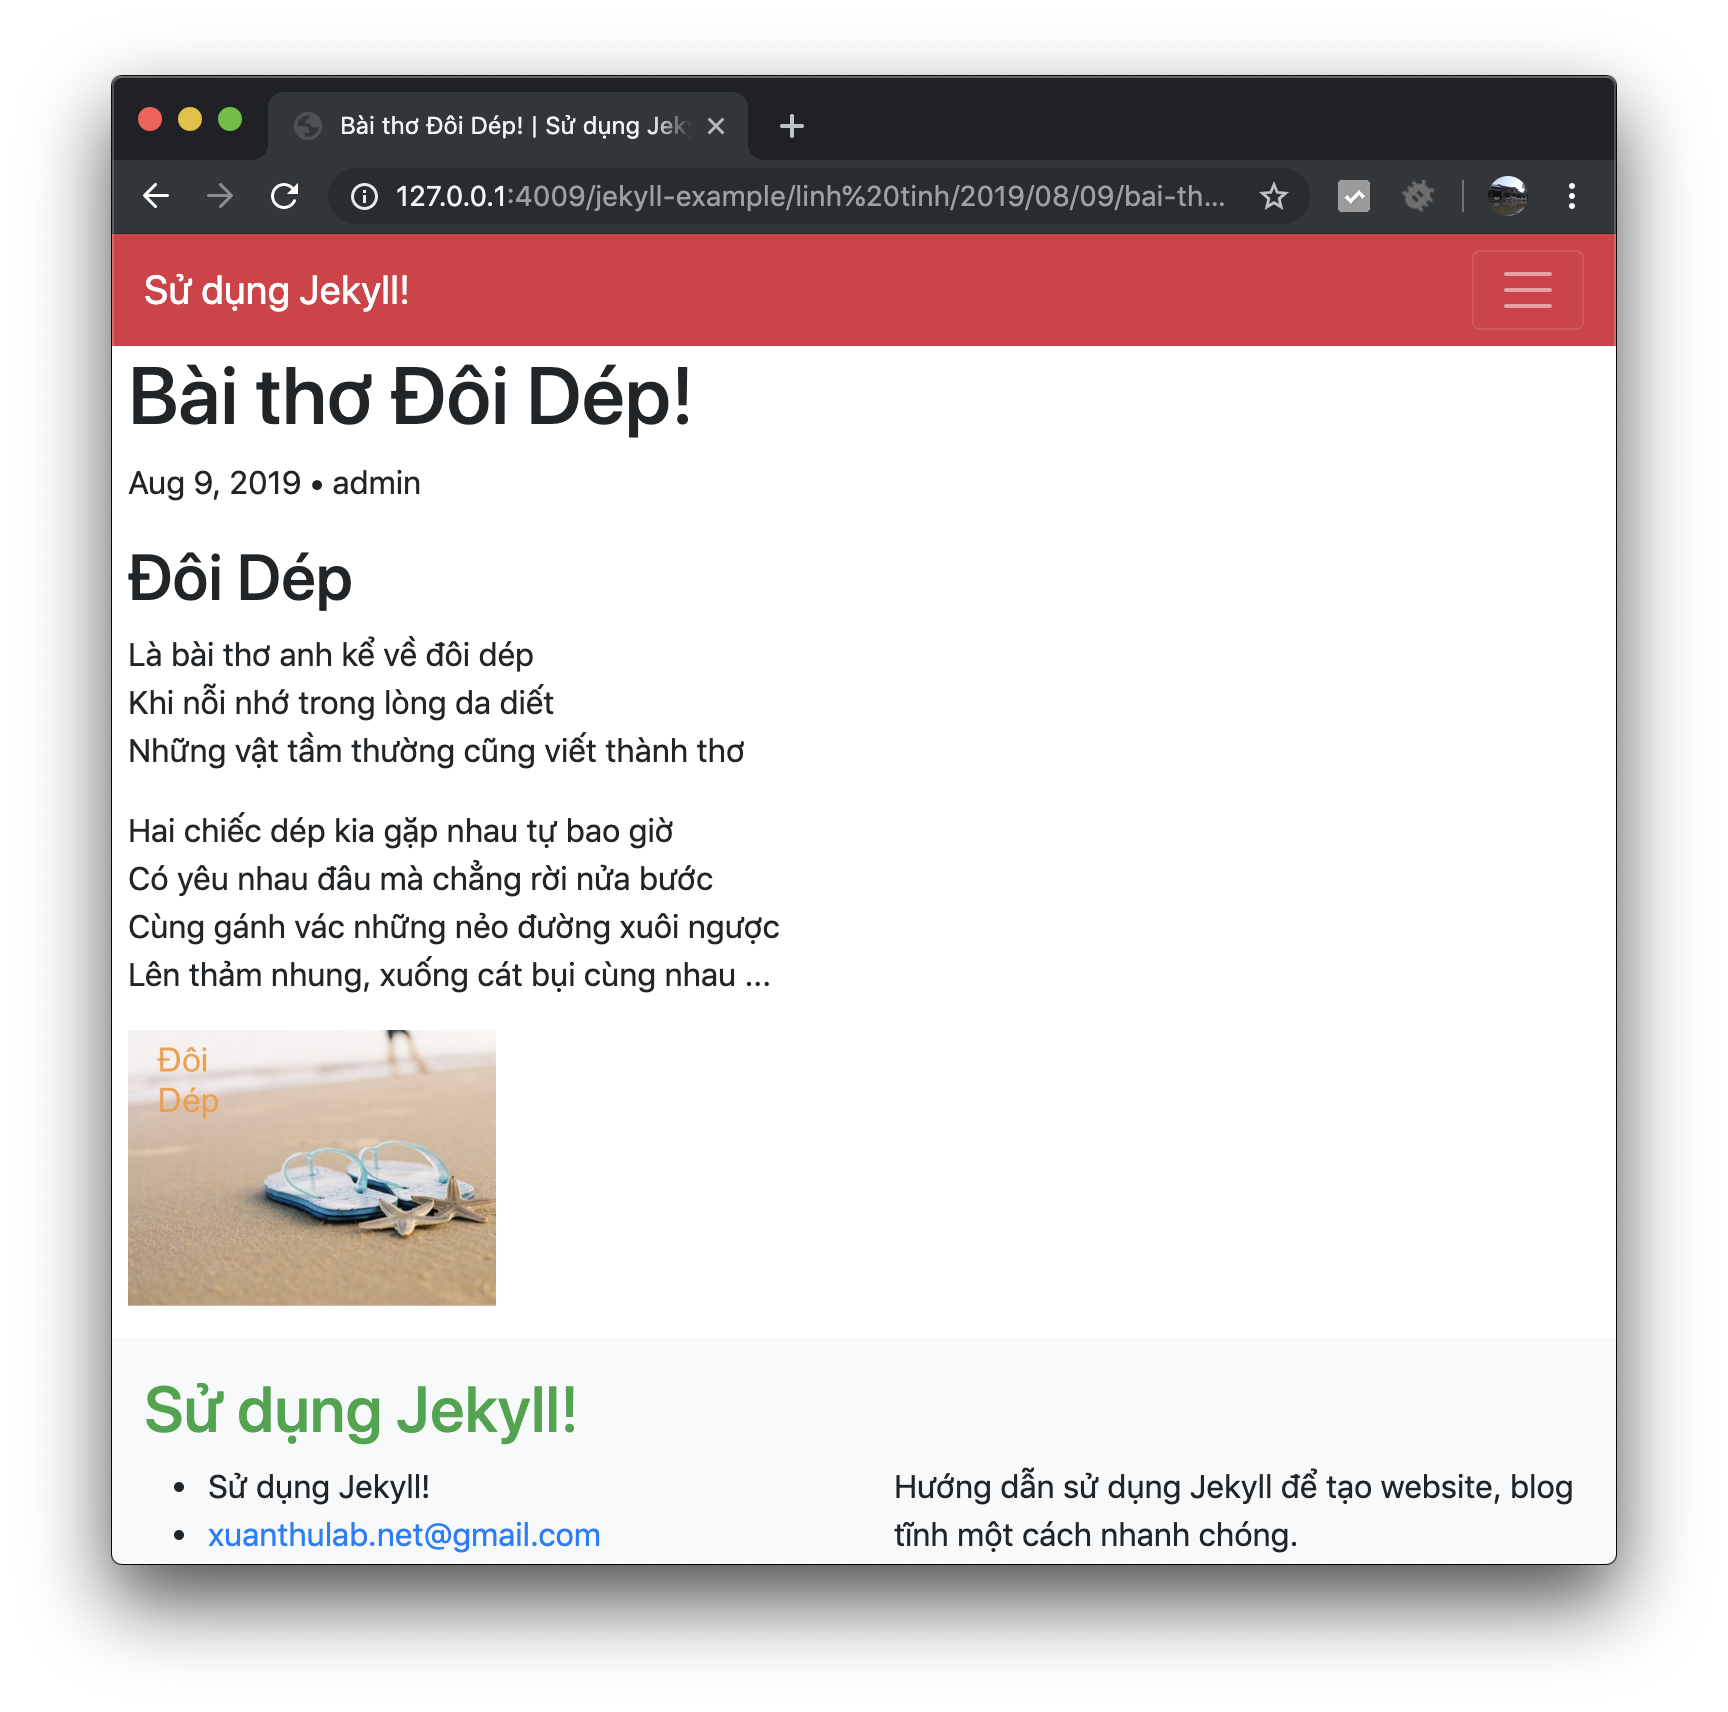 Bài thơ Đôi Dép! | Sử dụng Jek
127.0.0.1:4009/jekyll-example/linh%20tinh/2019/08/09/bai-th...
Sử dụng Jekyll!
Bài thơ Đôi Dép!
Aug 9, 2019 • admin
Đôi Dép
Là bài thơ anh kể về đôi dép
Khi nỗi nhớ trong lòng da diết
Những vật tầm thường cũng viết thành thơ
Hai chiếc dép kia gặp nhau tự bao giờ
Có yêu nhau đâu mà chẳng rời nửa bước
Cùng gánh vác những nẻo đường xuôi ngược
Lên thảm nhung, xuống cát bụi cùng nhau ...
Đôi
Dép
Sử dụng Jekyll!
• Sử dụng Jekyll!
• xuanthulab.net@gmail.com
Hướng dẫn sử dụng Jekyll để tạo website, blog
tĩnh một cách nhanh chóng.